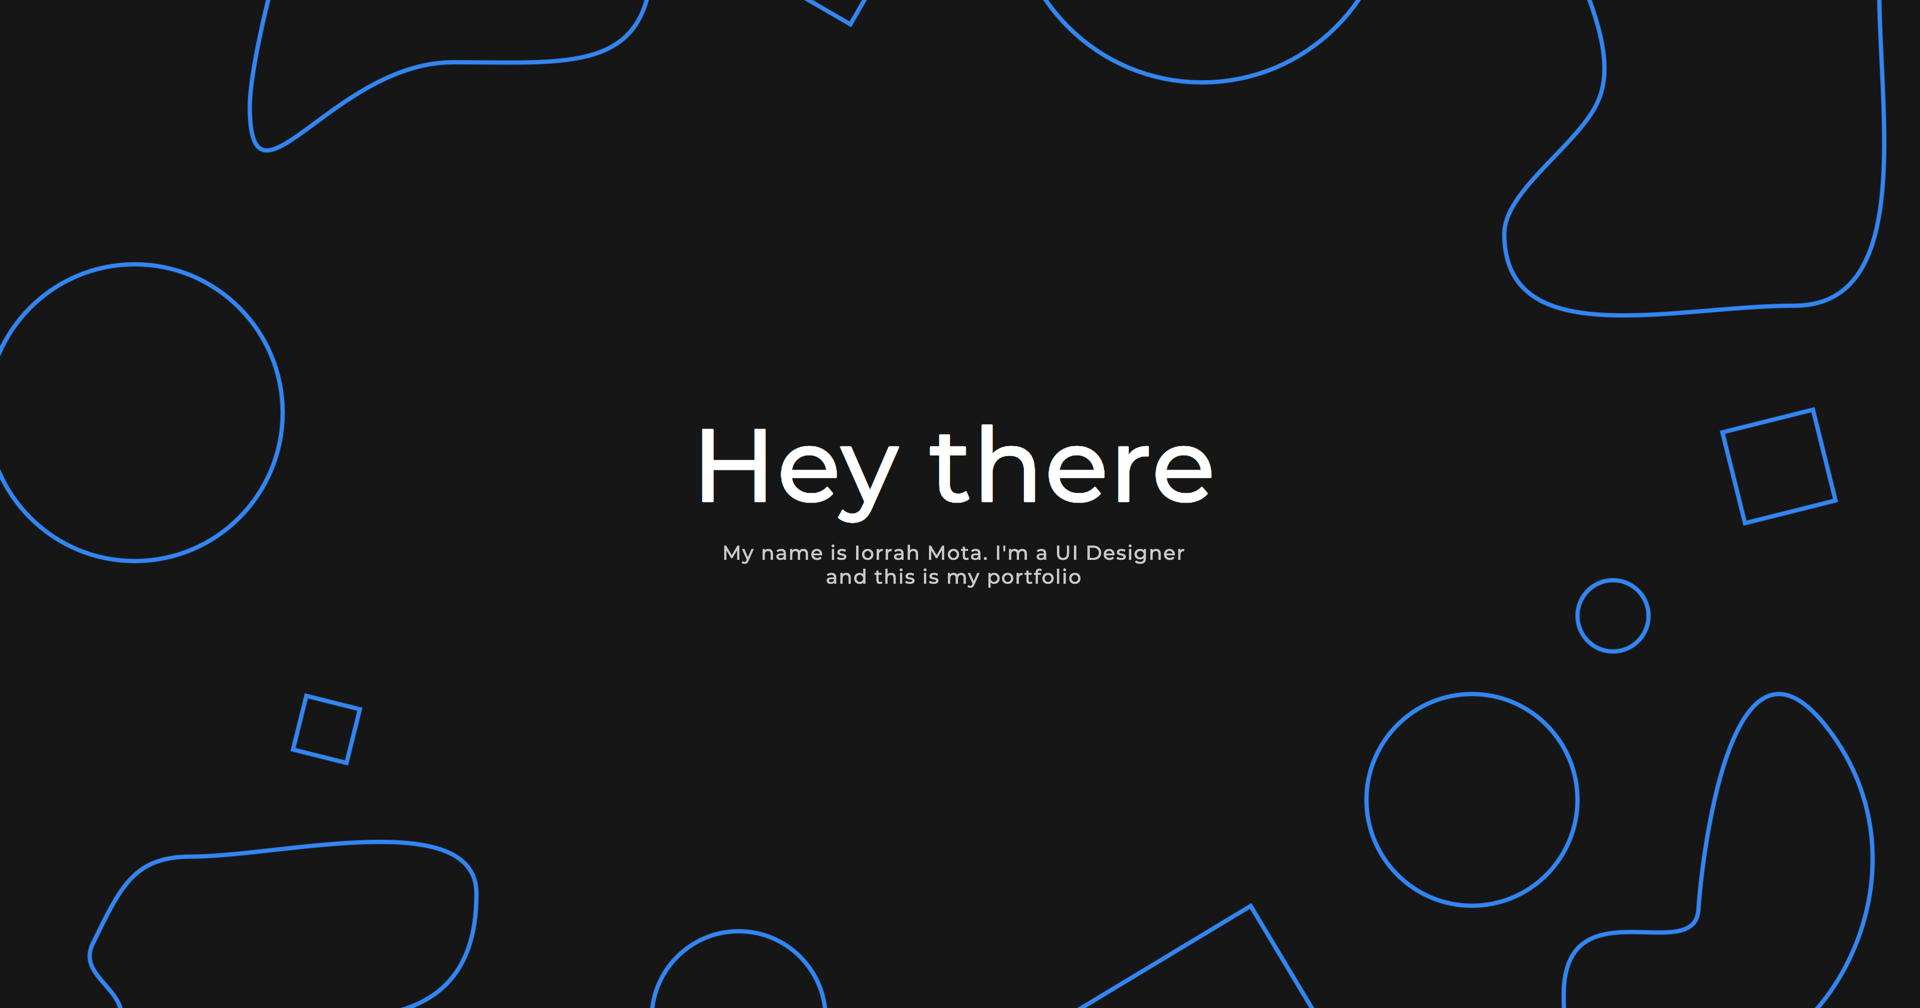 Hey there
My name is Iorrah Mota. I'm a UI Designer
and this is my portfolio